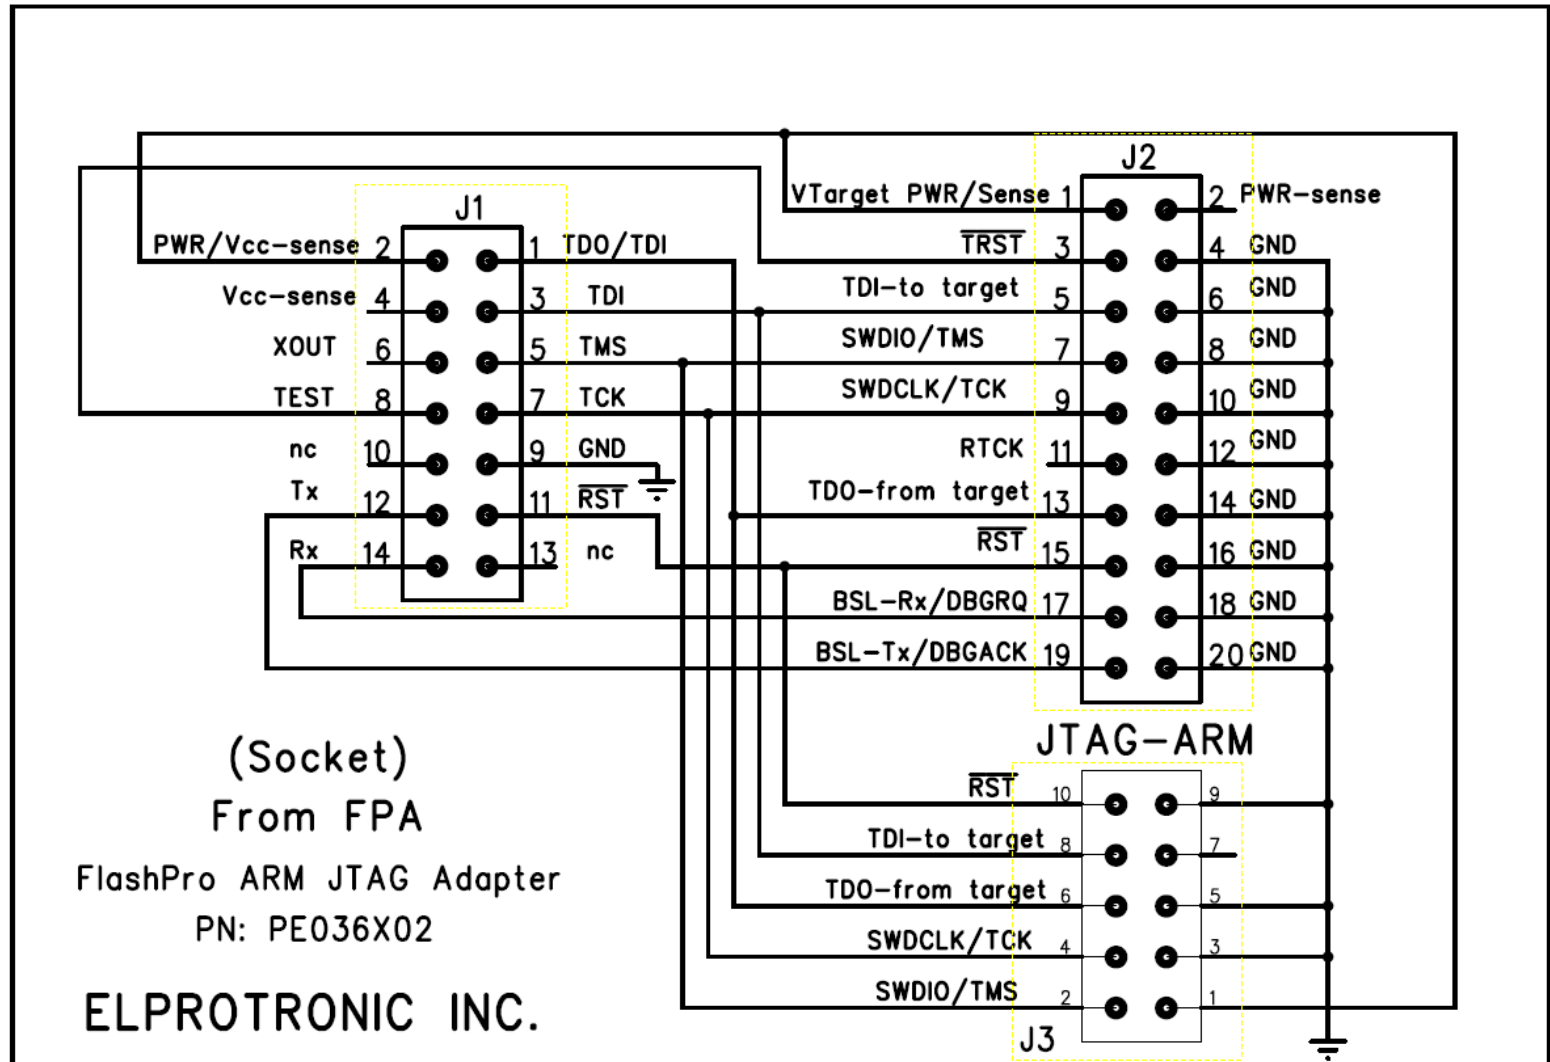 J2
VTarget PWR/Sense 1 2 PWR-sense
J1
PWR/Vcc-sense 2 1 TDO/TDI TRST 3 4 GND
Vcc-sense 4 3 TDI TDI-to target 5 6 GND
XOUT 6 5 TMS SWDIO/TMS 7 8 GND
TEST 8 7 TCK SWDCLK/TCK 9 10 GND
nc 10 9 GND RTCK 11 12 GND
Tx 12 11 RST TDO-from target 13 14 GND
Rx 14 13 nc RST 15 16 GND
BSL-Rx/DBGRQ 17 18 GND
BSL-Tx/DBGACK 19 20 GND
JTAG-ARM
(Socket)
From FPA
FlashPro ARM JTAG Adapter
PN: PE036X02
ELPROTRONIC INC.
RST 10 9
TDI-to target 8 7
TDO-from target 6 5
SWDCLK/TCK 4 3
SWDIO/TMS 2 1
J3